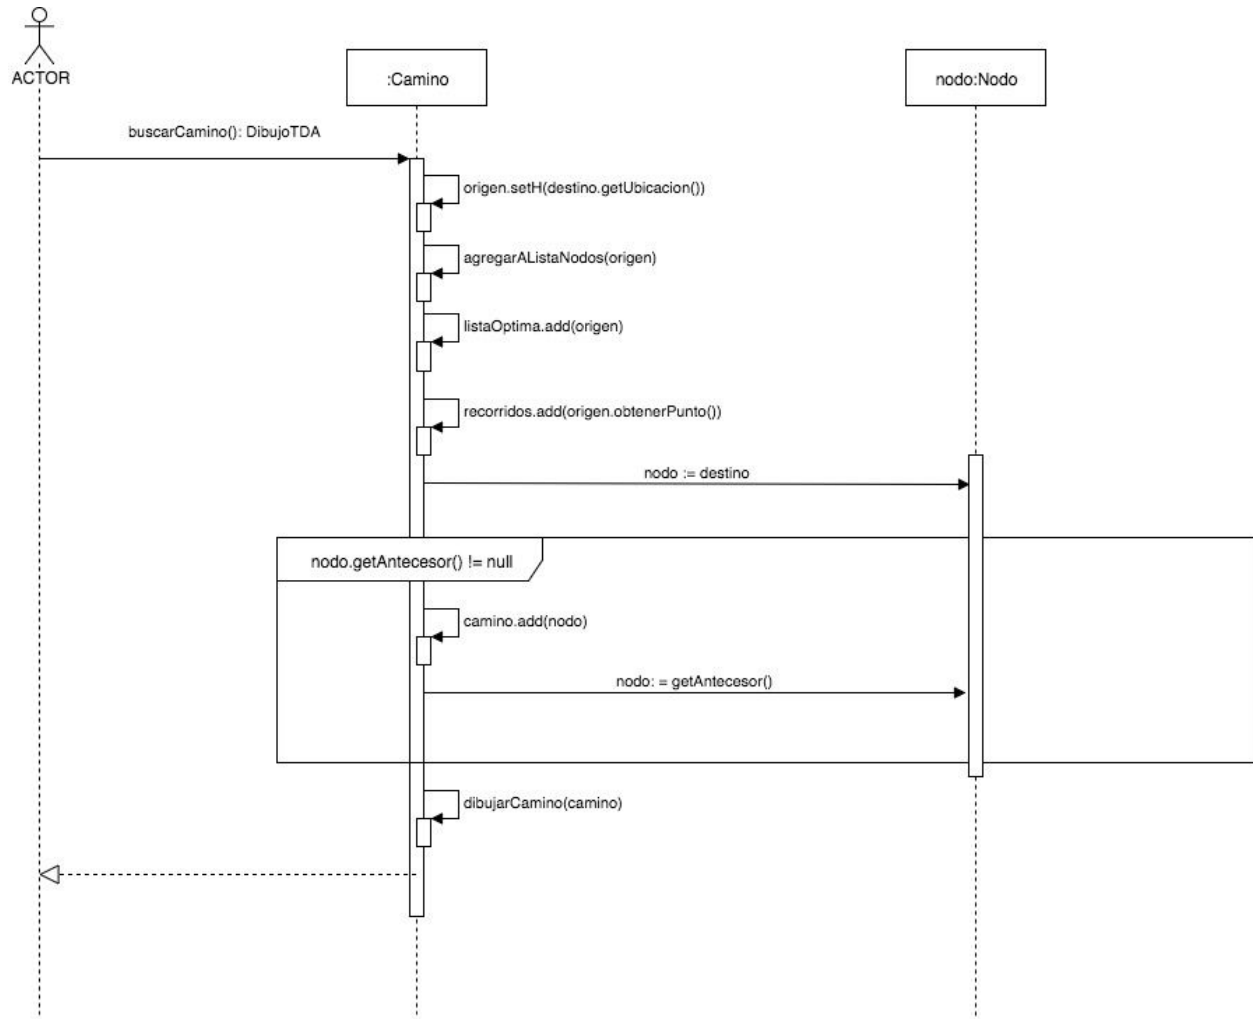 ACTOR
:Camino
nodo:Nodo
buscarCamino(): DibujoTDA
origen.setH(destino.getUbicacion())
agregarAListaNodos(origen)
listaOptima.add(origen)
recorridos.add(origen.obtenerPunto())
nodo := destino
nodo.getAntecesor() != null
camino.add(nodo)
nodo: = getAntecesor()
dibujarCamino(camino)